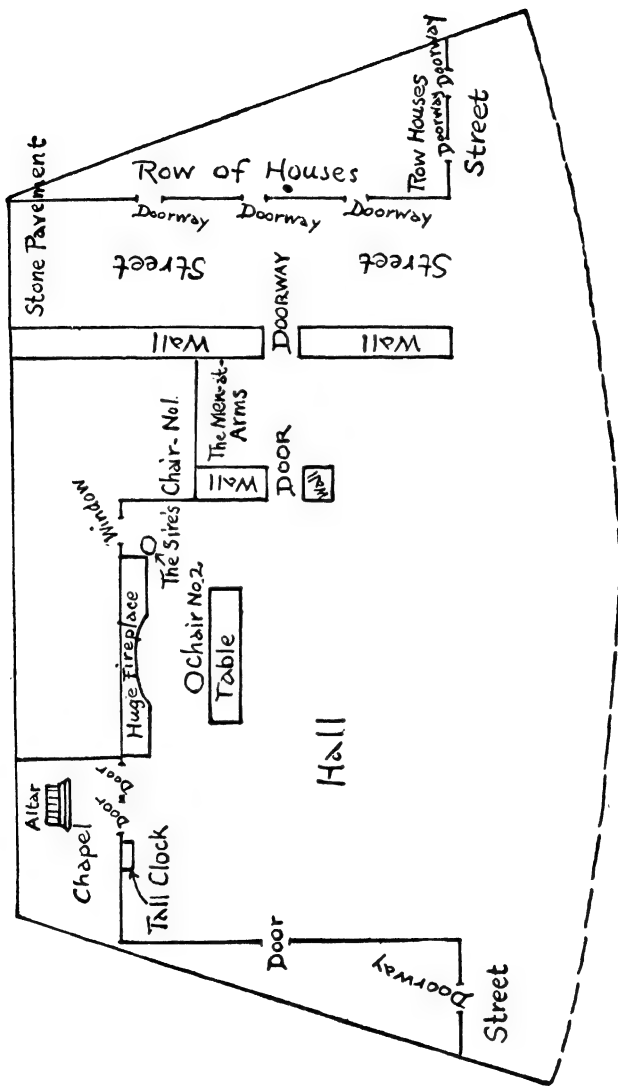 Altar
Chapel
Door
Door
Tall Clock
Huge Fireplace
Window
The Sire's Chair-No1.
Chair No.2
Table
Wall
The Men-at-
Arms
DOOR
Wall
Wall
DOORWAY
Wall
Stone Pavement
Street
Street
Row of Houses
Doorway
Doorway
Doorway
Row Houses
Doorway
Doorway
Street
Hall
Door
Doorway
Street